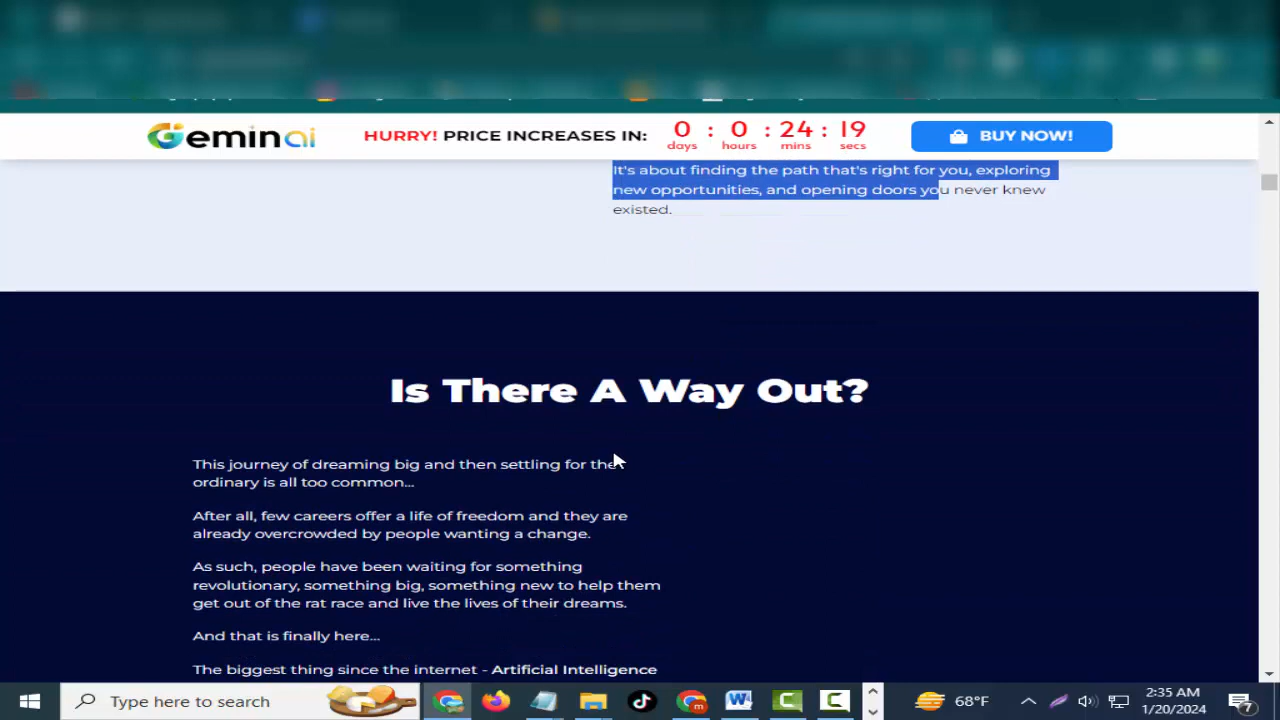 Geminai
HURRY! PRICE INCREASES IN:
0 : 0 : 24 : 19
days hours mins secs
BUY NOW!
It's about finding the path that's right for you, exploring
new opportunities, and opening doors you never knew
existed.
Is There A Way Out?
This journey of dreaming big and then settling for the
ordinary is all too common...
After all, few careers offer a life of freedom and they are
already overcrowded by people wanting a change.
As such, people have been waiting for something
revolutionary, something big, something new to help them
get out of the rat race and live the lives of their dreams.
And that is finally here...
The biggest thing since the internet - Artificial Intelligence
Type here to search
68°F
2:35 AM
1/20/2024
7